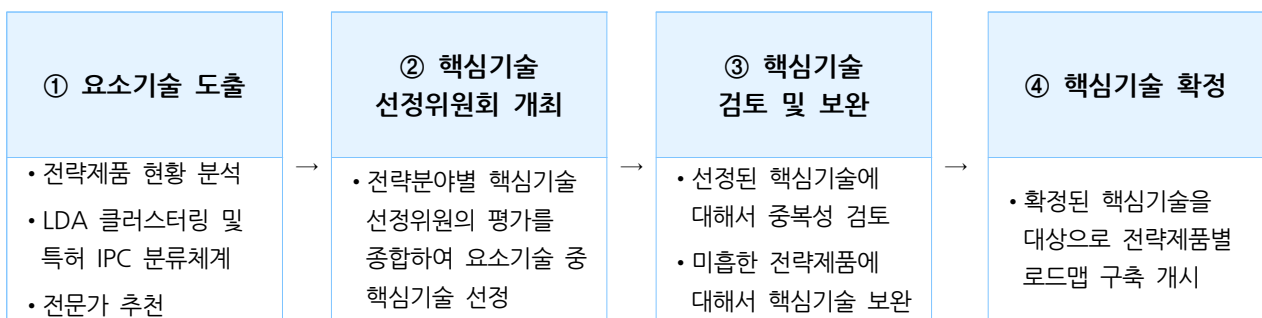 ① 요소기술 도출
• 전략제품 현황 분석
• LDA 클러스터링 및
특허 IPC 분류체계
• 전문가 추천
→
② 핵심기술
선정위원회 개최
• 전략분야별 핵심기술
선정위원의 평가를
종합하여 요소기술 중
핵심기술 선정
→
③ 핵심기술
검토 및 보완
• 선정된 핵심기술에
대해서 중복성 검토
• 미흡한 전략제품에
대해서 핵심기술 보완
→
④ 핵심기술 확정
• 확정된 핵심기술을
대상으로 전략제품별
로드맵 구축 개시